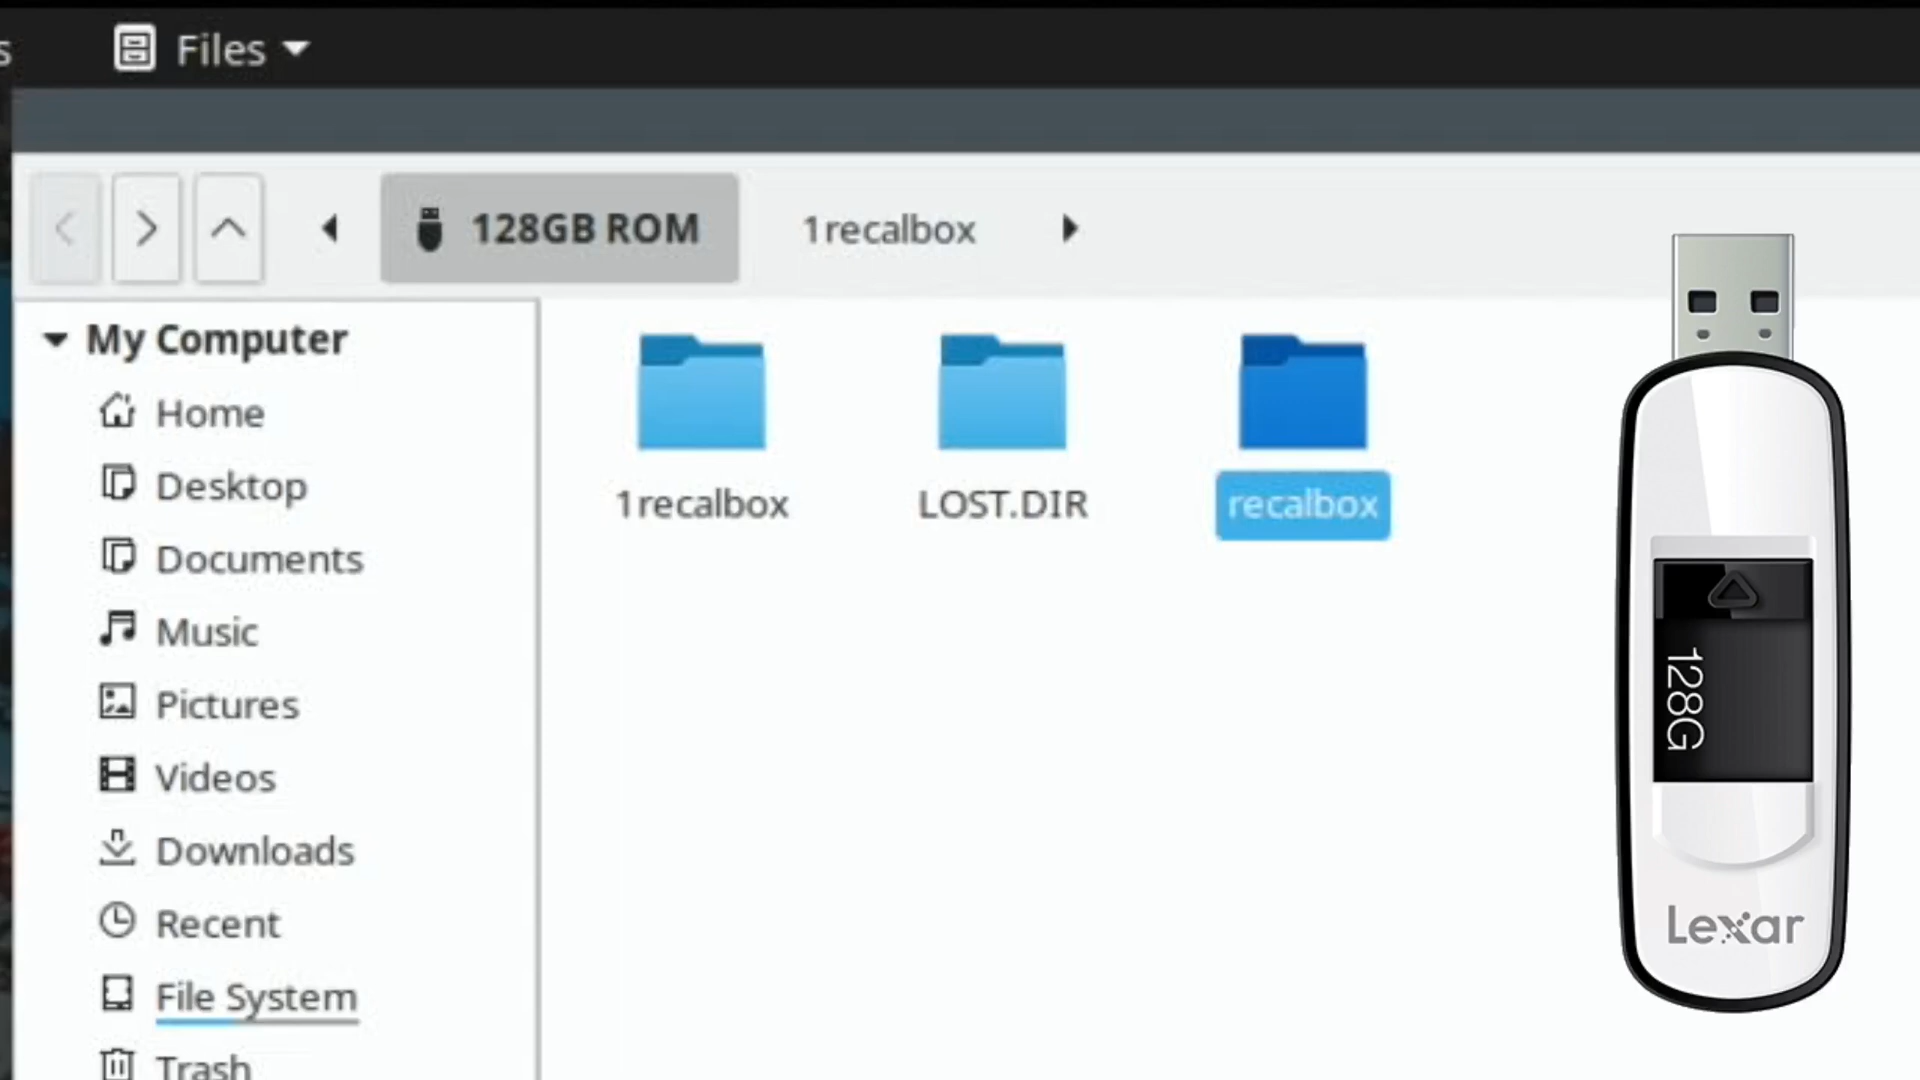 s Files
128GB ROM 1recalbox
My Computer
Home
Desktop
Documents
Music
Pictures
Videos
Downloads
Recent
File System
Trash
1recalbox LOST.DIR recalbox
128G
Lexar